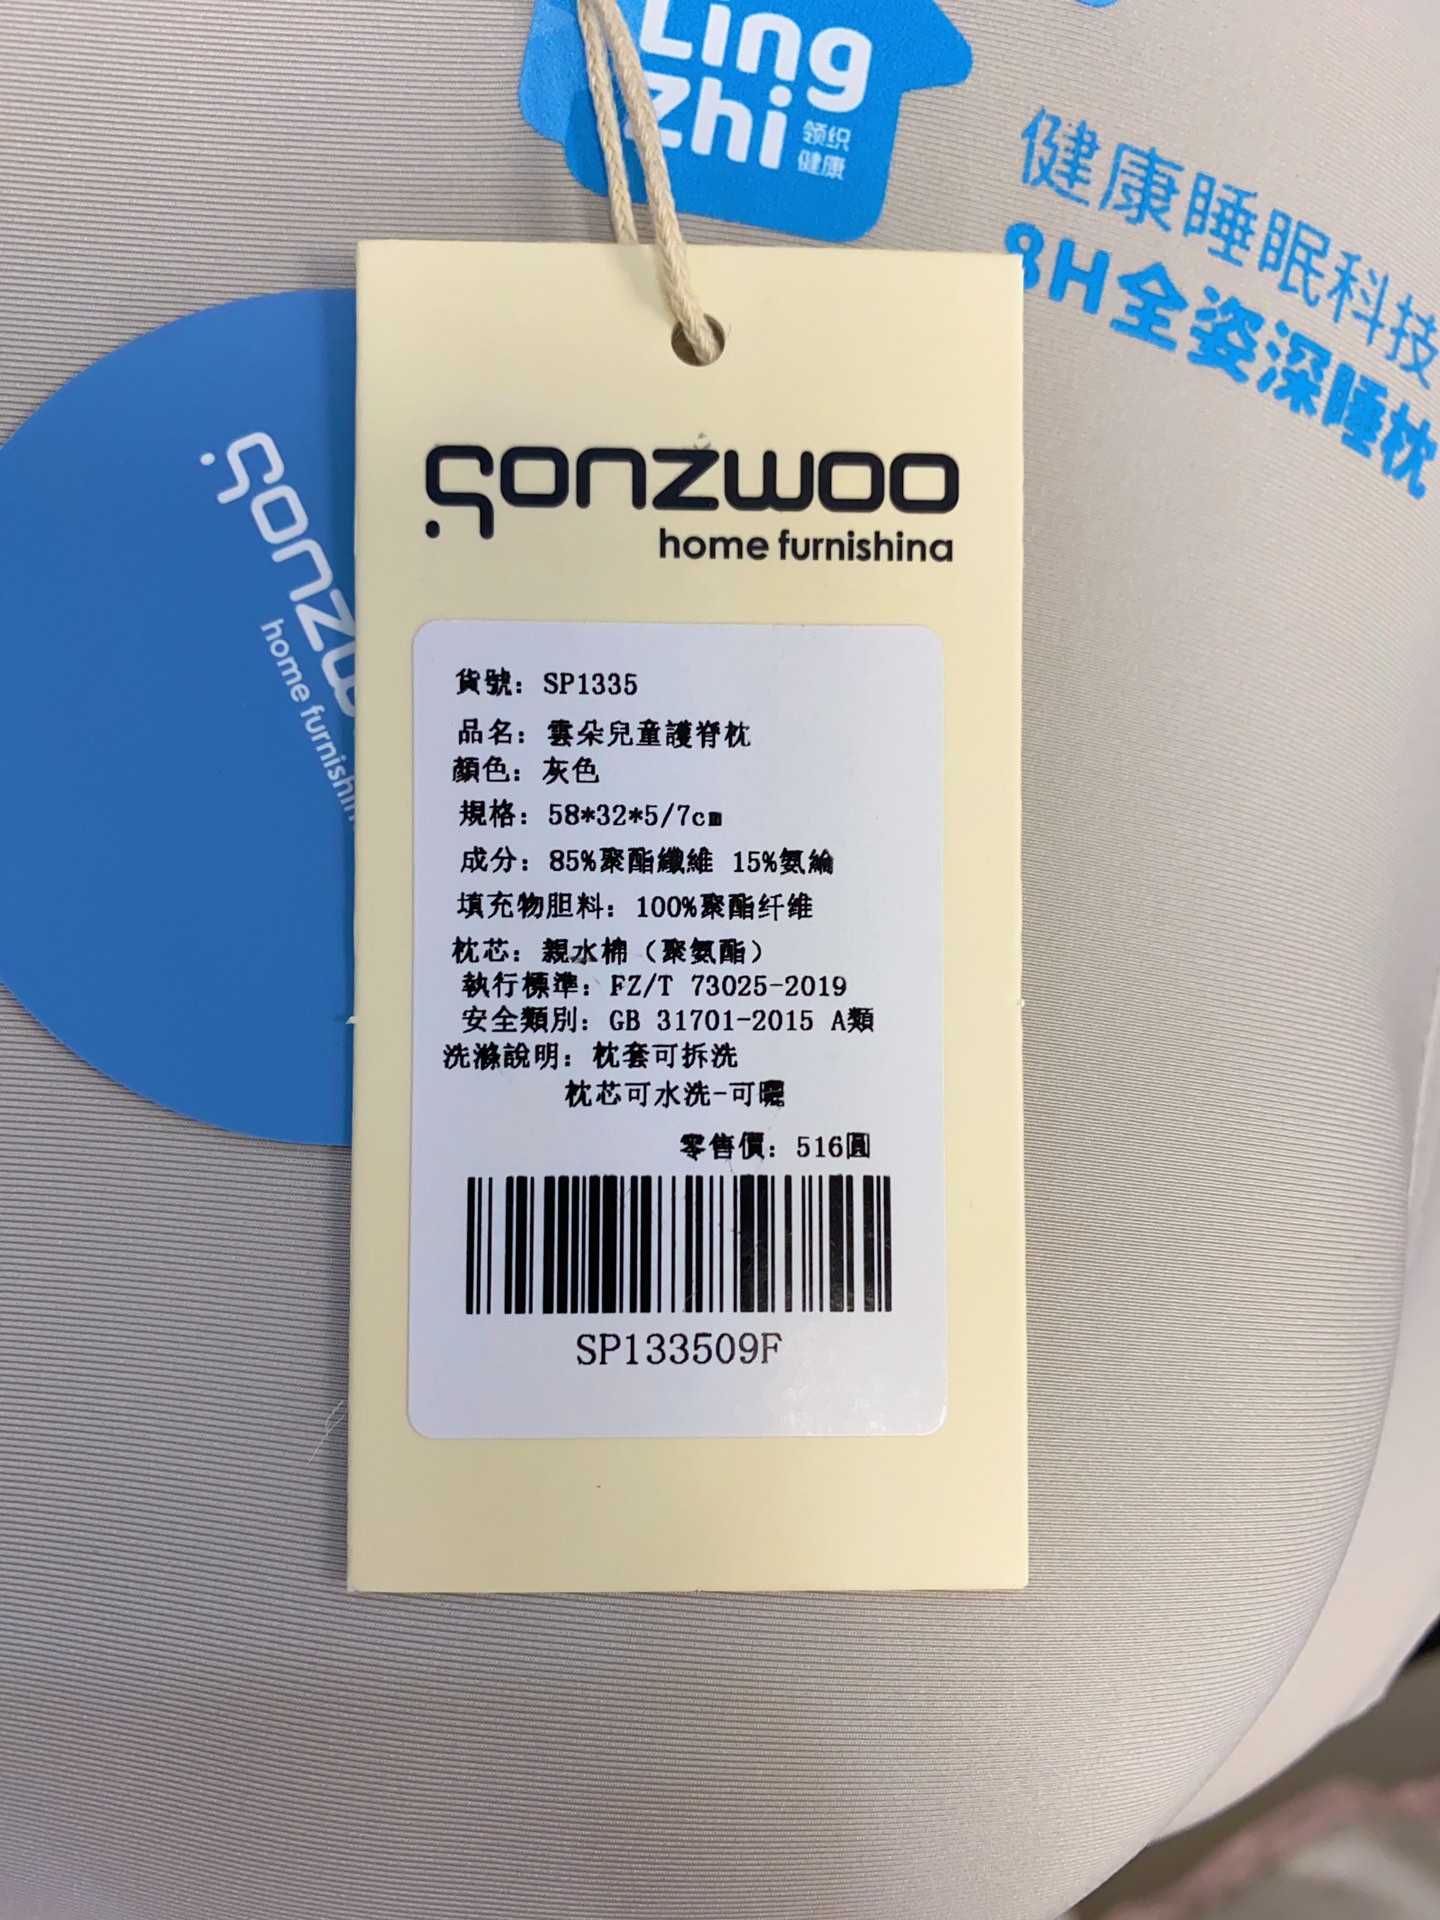 Ling
Zhi
领织
健康
健康睡眠科技
8H全姿深睡枕
gonzwoo
home furnishing
gonzw
home furnishin
貨號：SP1335
品名：雲朵兒童護脊枕
顏色：灰色
規格：58*32*5/7cm
成分：85%聚酯纖維 15%氨綸
填充物胆料：100%聚酯纤维
枕芯：親水棉（聚氨酯）
執行標準：FZ/T 73025-2019
安全類別：GB 31701-2015 A類
洗滌說明：枕套可拆洗
枕芯可水洗-可曬
零售價：516圓
SP133509F